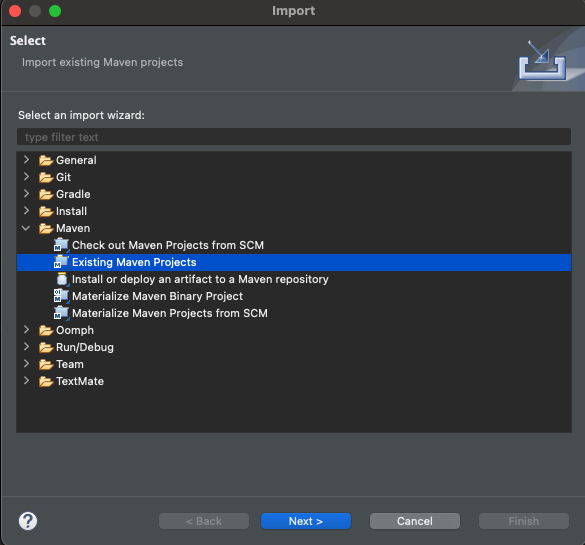 Import
Select
Import existing Maven projects
Select an import wizard:
type filter text
General
Git
Gradle
Install
Maven
Check out Maven Projects from SCM
Existing Maven Projects
Install or deploy an artifact to a Maven repository
Materialize Maven Binary Project
Materialize Maven Projects from SCM
Oomph
Run/Debug
Team
TextMate
? < Back Next > Cancel Finish